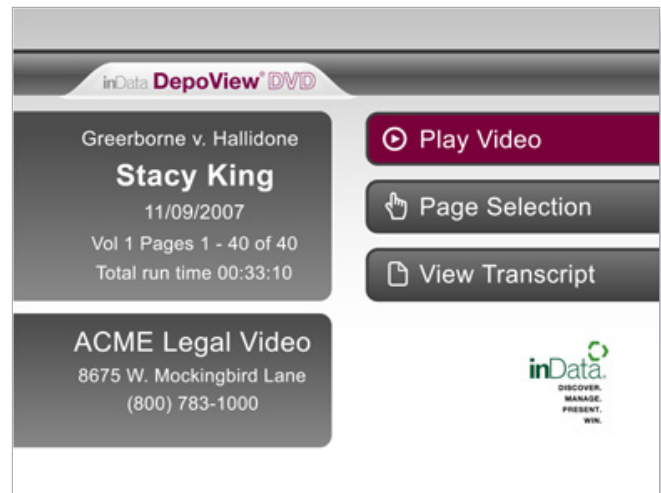 inData DepoView® DVD
Greerborne v. Hallidone
Stacy King
11/09/2007
Vol 1 Pages 1 - 40 of 40
Total run time 00:33:10
ACME Legal Video
8675 W. Mockingbird Lane
(800) 783-1000
Play Video
Page Selection
View Transcript
inData.
DISCOVER.
MANAGE.
PRESENT.
WIN.